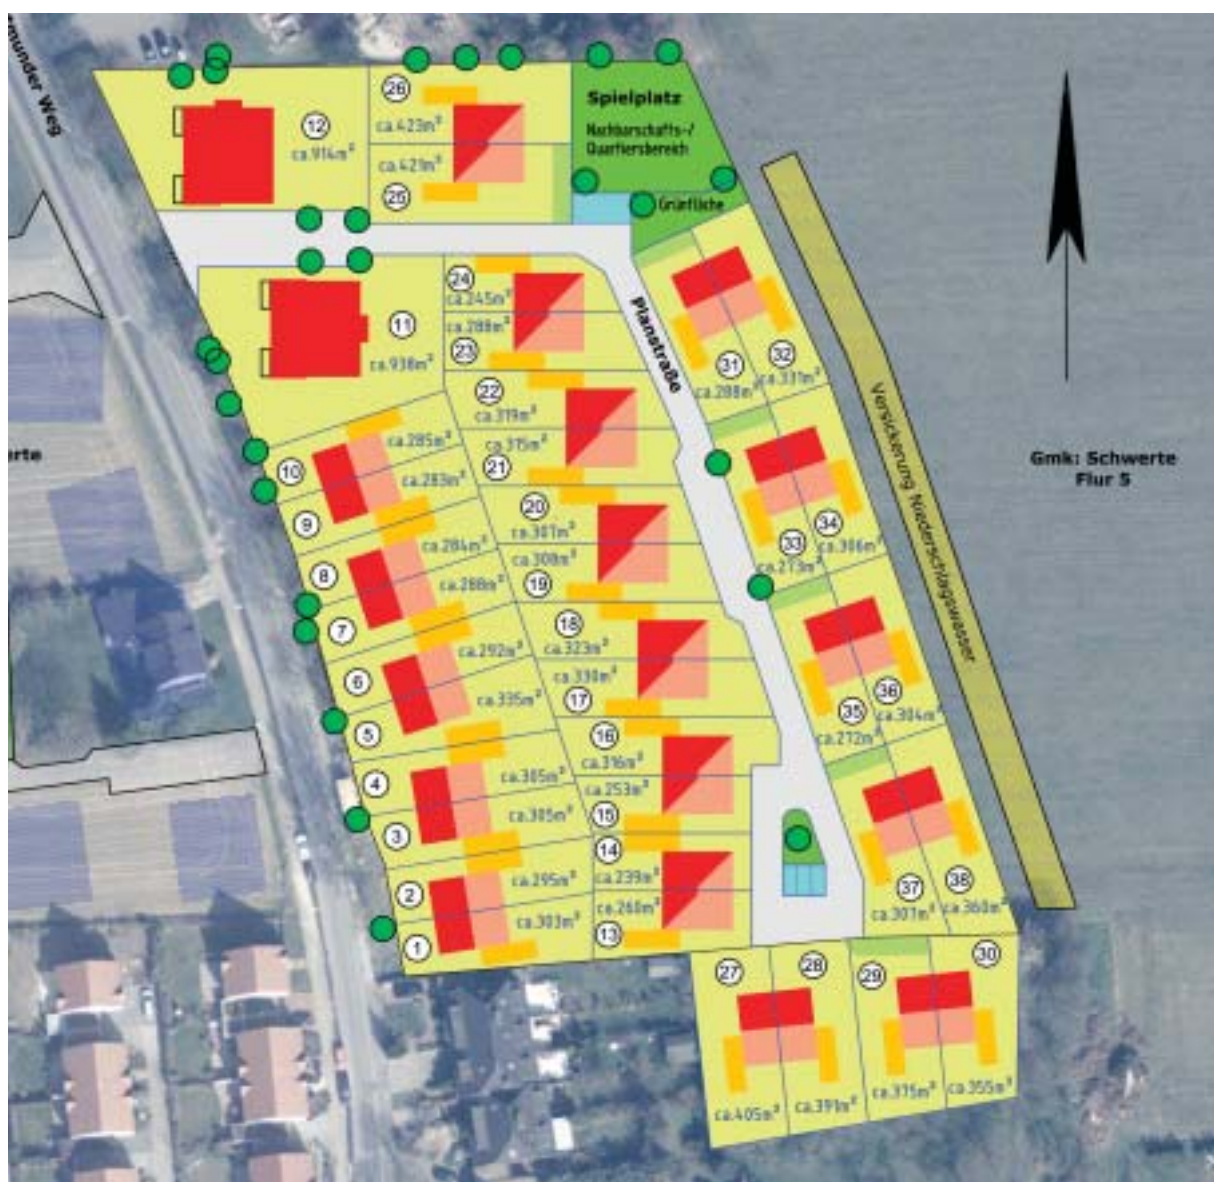 munder Weg
26
ca.423m²
ca.421m²
25
12
ca.914m²
Spielplatz
Nachbarschafts-/
Quartiersbereich
Grünfläche
24
ca.245m²
ca.288m²
23
11
ca.938m²
Planstraße
32
31
ca.331m²
ca.288m²
22
ca.319m²
ca.315m²
21
10
ca.285m²
ca.283m²
9
Versickerung Niederschlagswasser
erte
Gmk: Schwerte
Flur 5
20
ca.307m²
ca.308m²
19
34
33
ca.306m²
ca.273m²
8
ca.284m²
ca.288m²
7
18
ca.323m²
ca.330m²
17
6
ca.292m²
ca.335m²
5
36
35
ca.304m²
ca.272m²
16
ca.316m²
ca.253m²
15
4
ca.305m²
ca.305m²
3
14
ca.239m²
ca.260m²
13
2
ca.295m²
ca.303m²
1
38
37
ca.307m²
ca.360m²
27
28
29
30
ca.405m²
ca.391m²
ca.375m²
ca.355m²